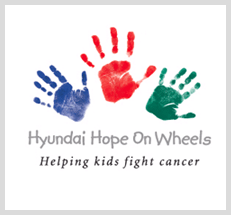 Hyundai Hope On Wheels
Helping kids fight cancer